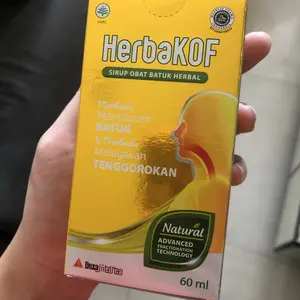 HerbaKOF
SIRUP OBAT BATUK HERBAL
Membantu
Meredakan
BATUK
& Membantu
Melegakan
TENGGOROKAN
Natural
ADVANCED
FRACTIONATION
TECHNOLOGY
60 ml